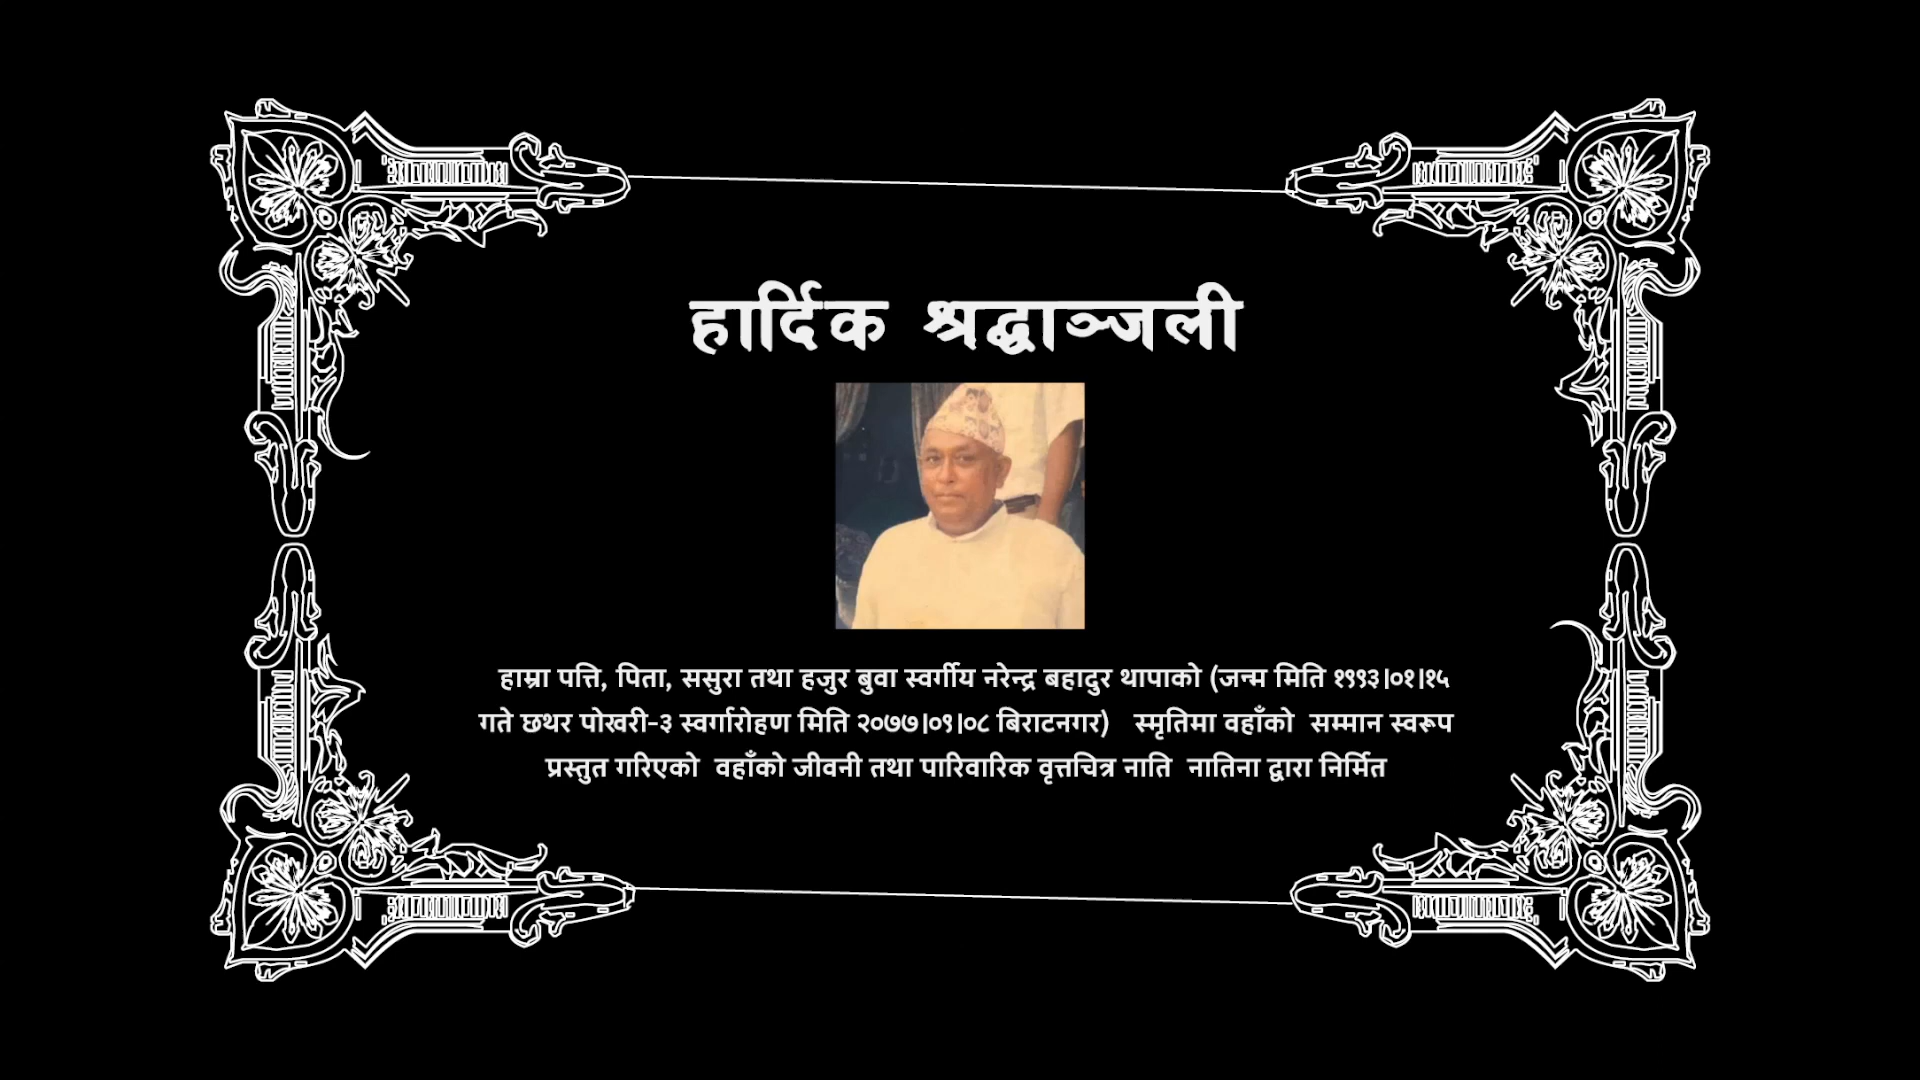 हार्दिक श्रद्धाञ्जली
हाम्रा पत्ति, पिता, ससुरा तथा हजुर बुवा स्वर्गीय नरेन्द्र बहादुर थापाको (जन्म मिति १९९३।०१।१५
गते छथर पोखरी-३ स्वर्गारोहण मिति २०७७।०९।०८ बिराटनगर) स्मृतिमा वहाँको सम्मान स्वरूप
प्रस्तुत गरिएको वहाँको जीवनी तथा पारिवारिक वृत्तचित्र नाति नातिना द्वारा निर्मित